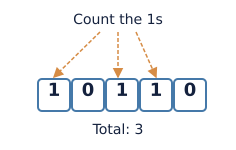 Count the 1s
1 0 1 1 0
Total: 3